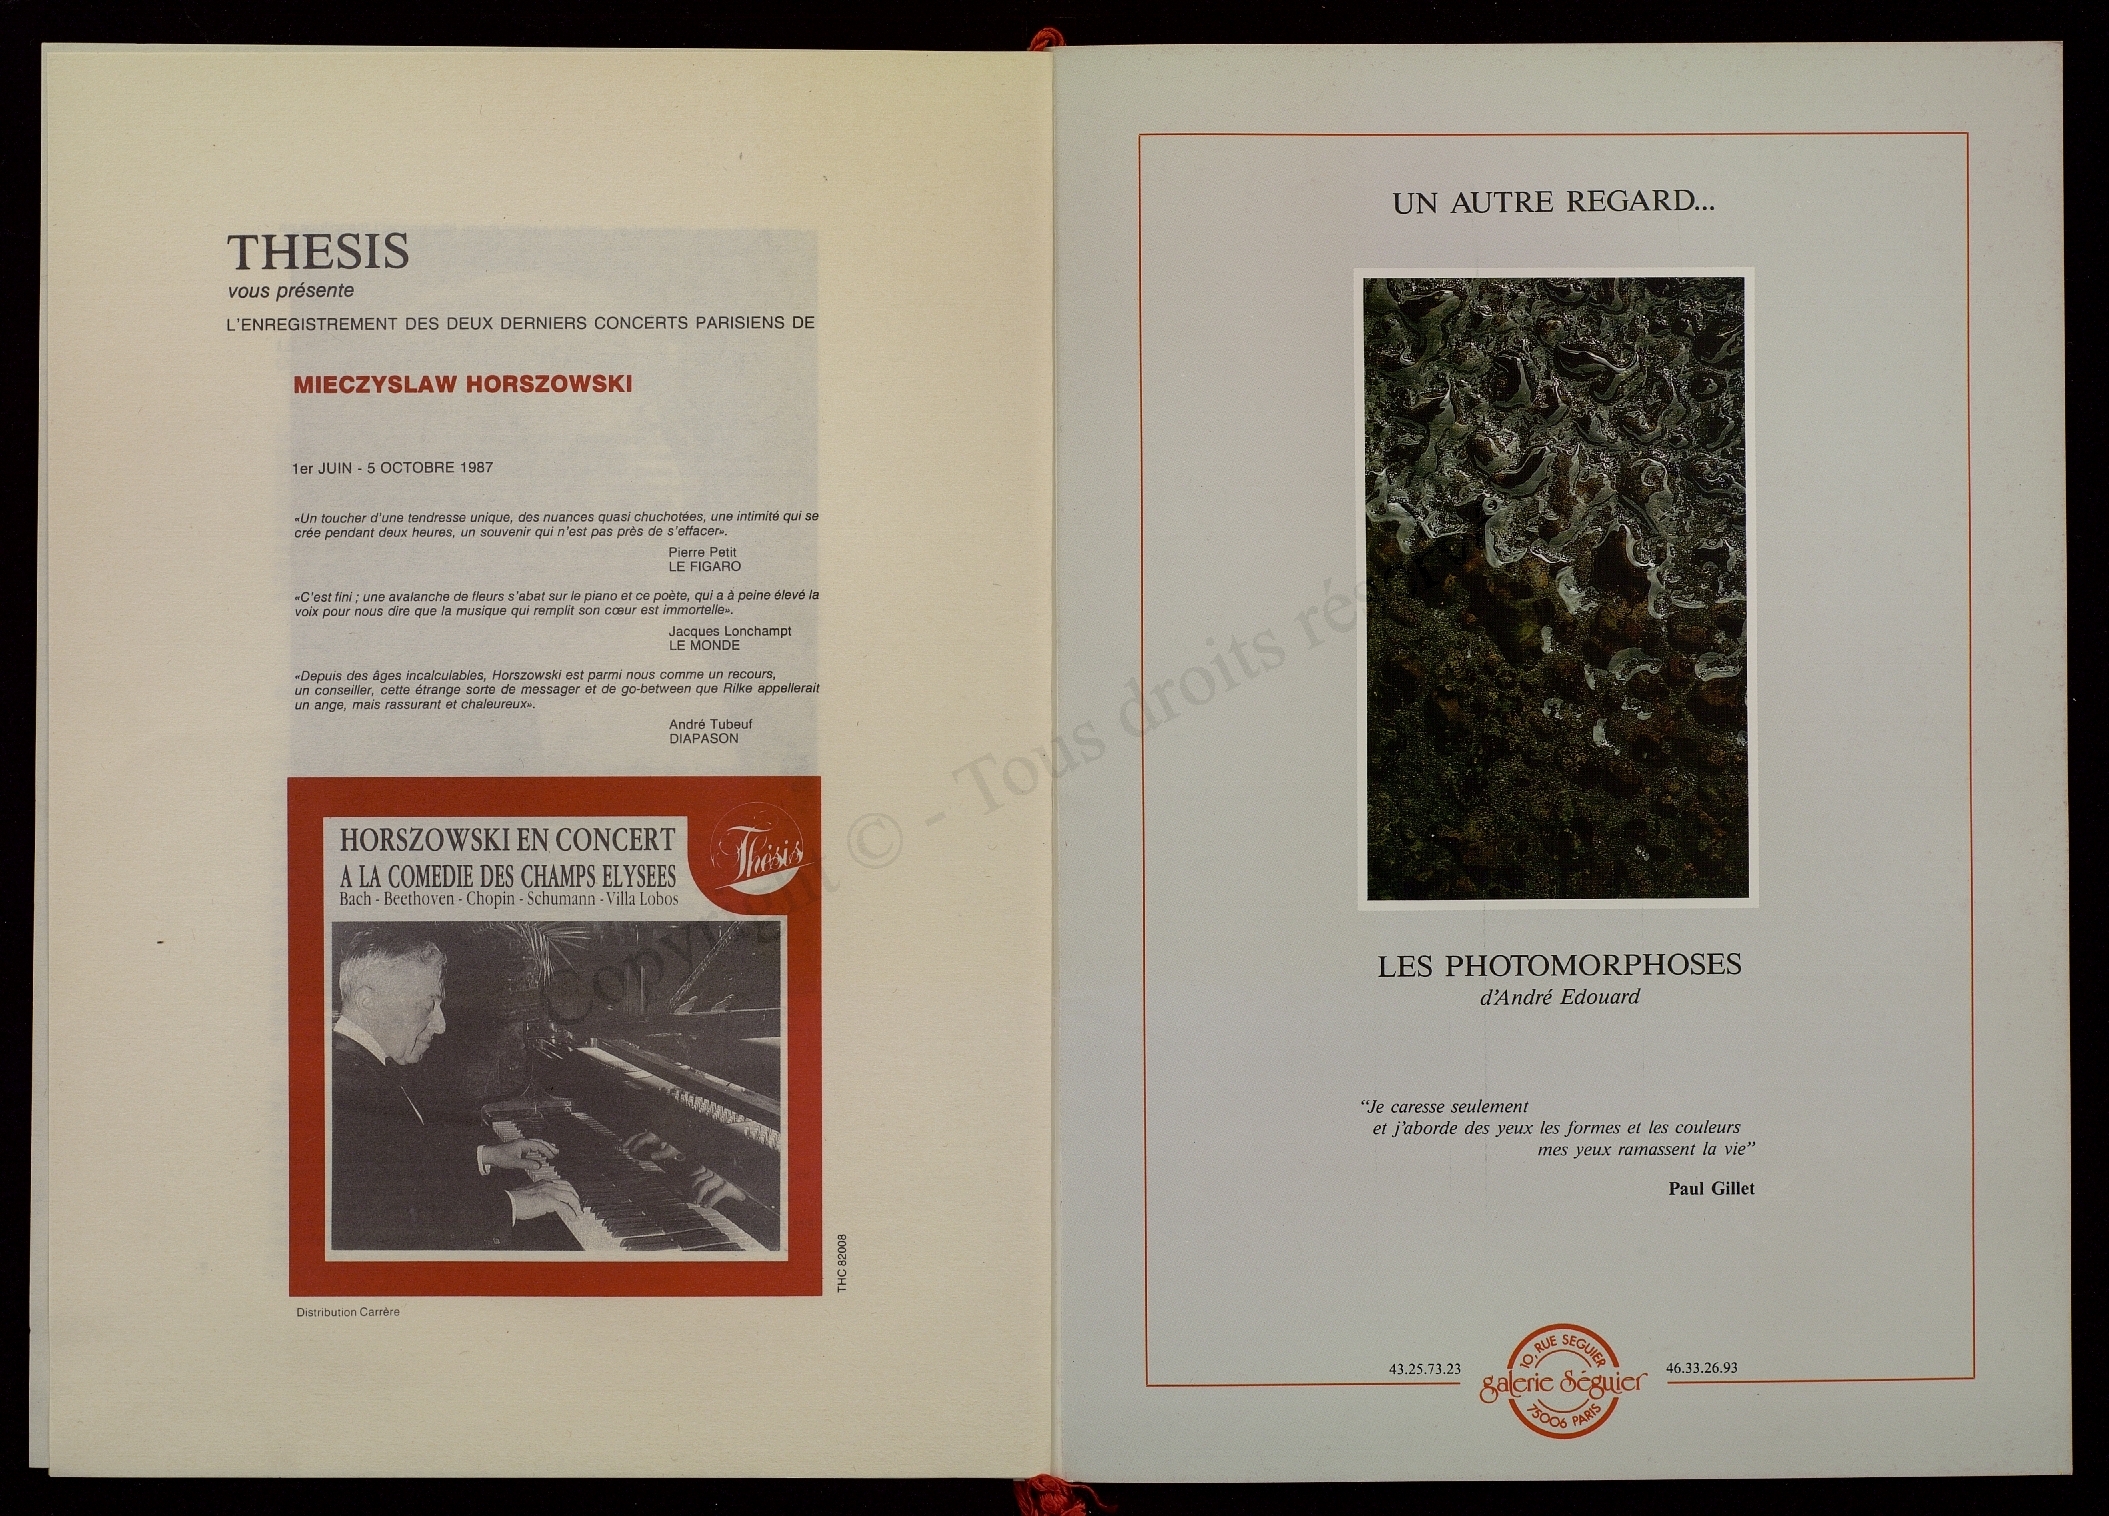 THESIS
vous présente
L'ENREGISTREMENT DES DEUX DERNIERS CONCERTS PARISIENS DE
MIECZYSLAW HORSZOWSKI
1er JUIN - 5 OCTOBRE 1987
«Un toucher d'une tendresse unique, des nuances quasi chuchotées, une intimité qui se
crée pendant deux heures, un souvenir qui n'est pas près de s'effacer».
Pierre Petit
LE FIGARO
«C'est fini ; une avalanche de fleurs s'abat sur le piano et ce poète, qui a à peine élevé la
voix pour nous dire que la musique qui remplit son cœur est immortelle».
Jacques Lonchampt
LE MONDE
«Depuis des âges incalculables, Horszowski est parmi nous comme un recours,
un conseiller, cette étrange sorte de messager et de go-between que Rilke appellerait
un ange, mais rassurant et chaleureux».
André Tubeuf
DIAPASON
HORSZOWSKI EN CONCERT
A LA COMEDIE DES CHAMPS ELYSEES
Bach - Beethoven - Chopin - Schumann - Villa Lobos
Thésis
THC 82008
Distribution Carrère
UN AUTRE REGARD...
LES PHOTOMORPHOSES
d'André Edouard
“Je caresse seulement
et j'aborde des yeux les formes et les couleurs
mes yeux ramassent la vie”
Paul Gillet
43.25.73.23
10, RUE SEGUIER
galerie Séguier
75006 PARIS
46.33.26.93
Copyright © - Tous droits réservés